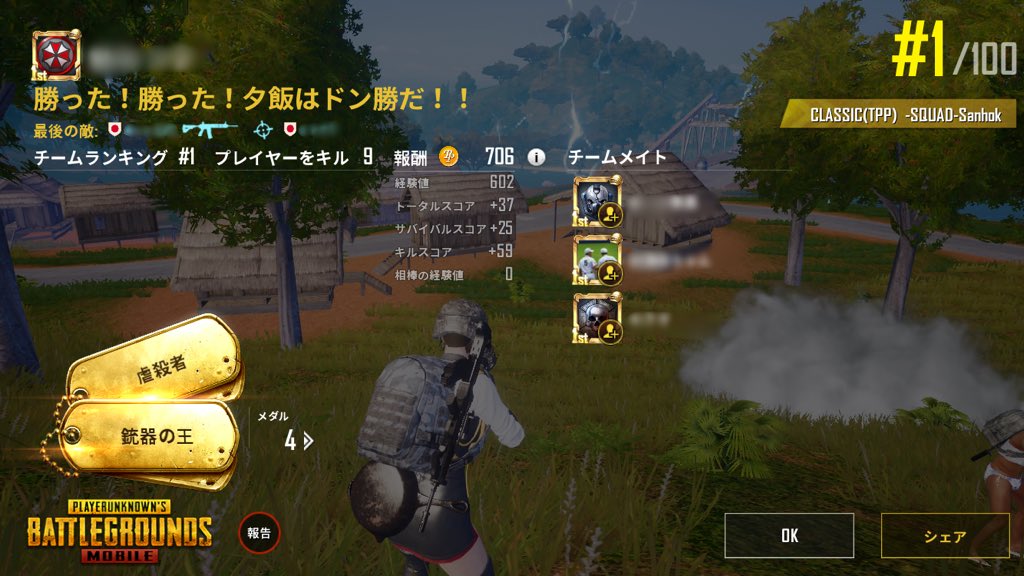 1st
#1/100
勝った！勝った！夕飯はドン勝だ！！
CLASSIC(TPP) -SQUAD-Sanhok
最後の敵:
チームランキング #1 プレイヤーをキル 9 報酬 706 チームメイト
経験値 602
トータルスコア +37
サバイバルスコア +25
キルスコア +59
相棒の経験値 0
1st
1st
1st
虐殺者
銃器の王
メダル
4
PLAYERUNKNOWN'S
BATTLEGROUNDS
MOBILE
報告
OK
シェア